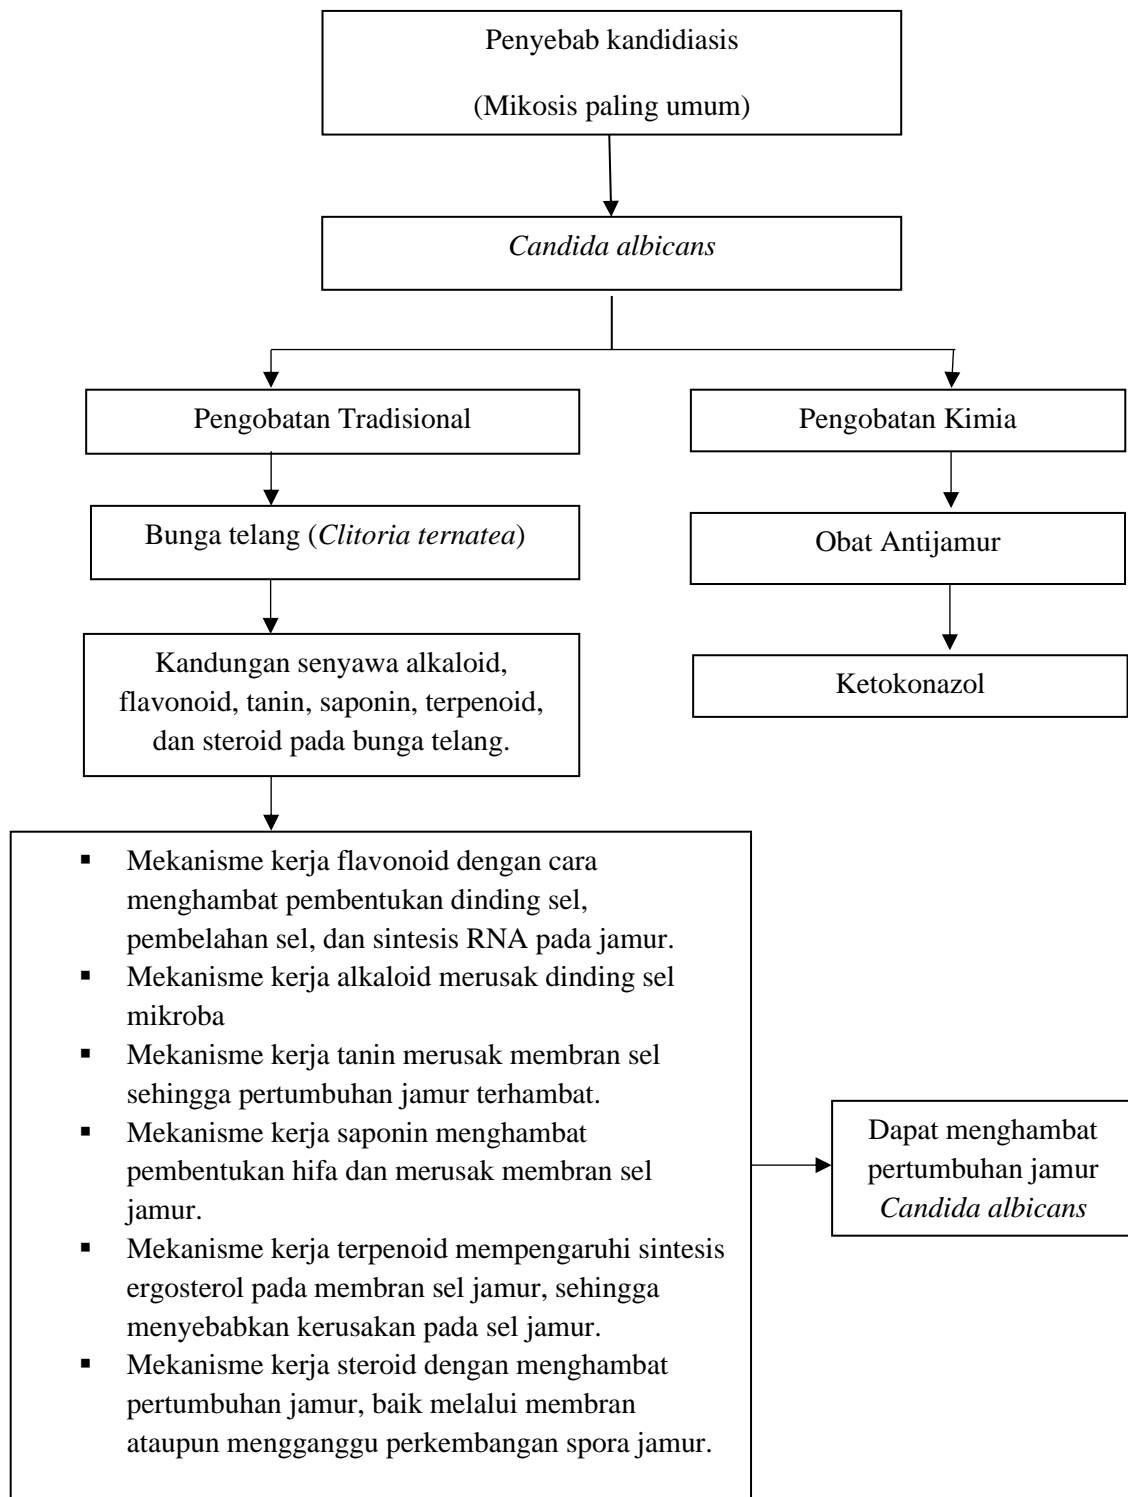 Penyebab kandidiasis
(Mikosis paling umum)
Candida albicans
Pengobatan Tradisional
Pengobatan Kimia
Bunga telang (Clitoria ternatea)
Obat Antijamur
Kandungan senyawa alkaloid,
flavonoid, tanin, saponin, terpenoid,
dan steroid pada bunga telang.
Ketokonazol
▪ Mekanisme kerja flavonoid dengan cara
menghambat pembentukan dinding sel,
pembelahan sel, dan sintesis RNA pada jamur.
▪ Mekanisme kerja alkaloid merusak dinding sel
mikroba
▪ Mekanisme kerja tanin merusak membran sel
sehingga pertumbuhan jamur terhambat.
▪ Mekanisme kerja saponin menghambat
pembentukan hifa dan merusak membran sel
jamur.
▪ Mekanisme kerja terpenoid mempengaruhi sintesis
ergosterol pada membran sel jamur, sehingga
menyebabkan kerusakan pada sel jamur.
▪ Mekanisme kerja steroid dengan menghambat
pertumbuhan jamur, baik melalui membran
ataupun mengganggu perkembangan spora jamur.
Dapat menghambat
pertumbuhan jamur
Candida albicans